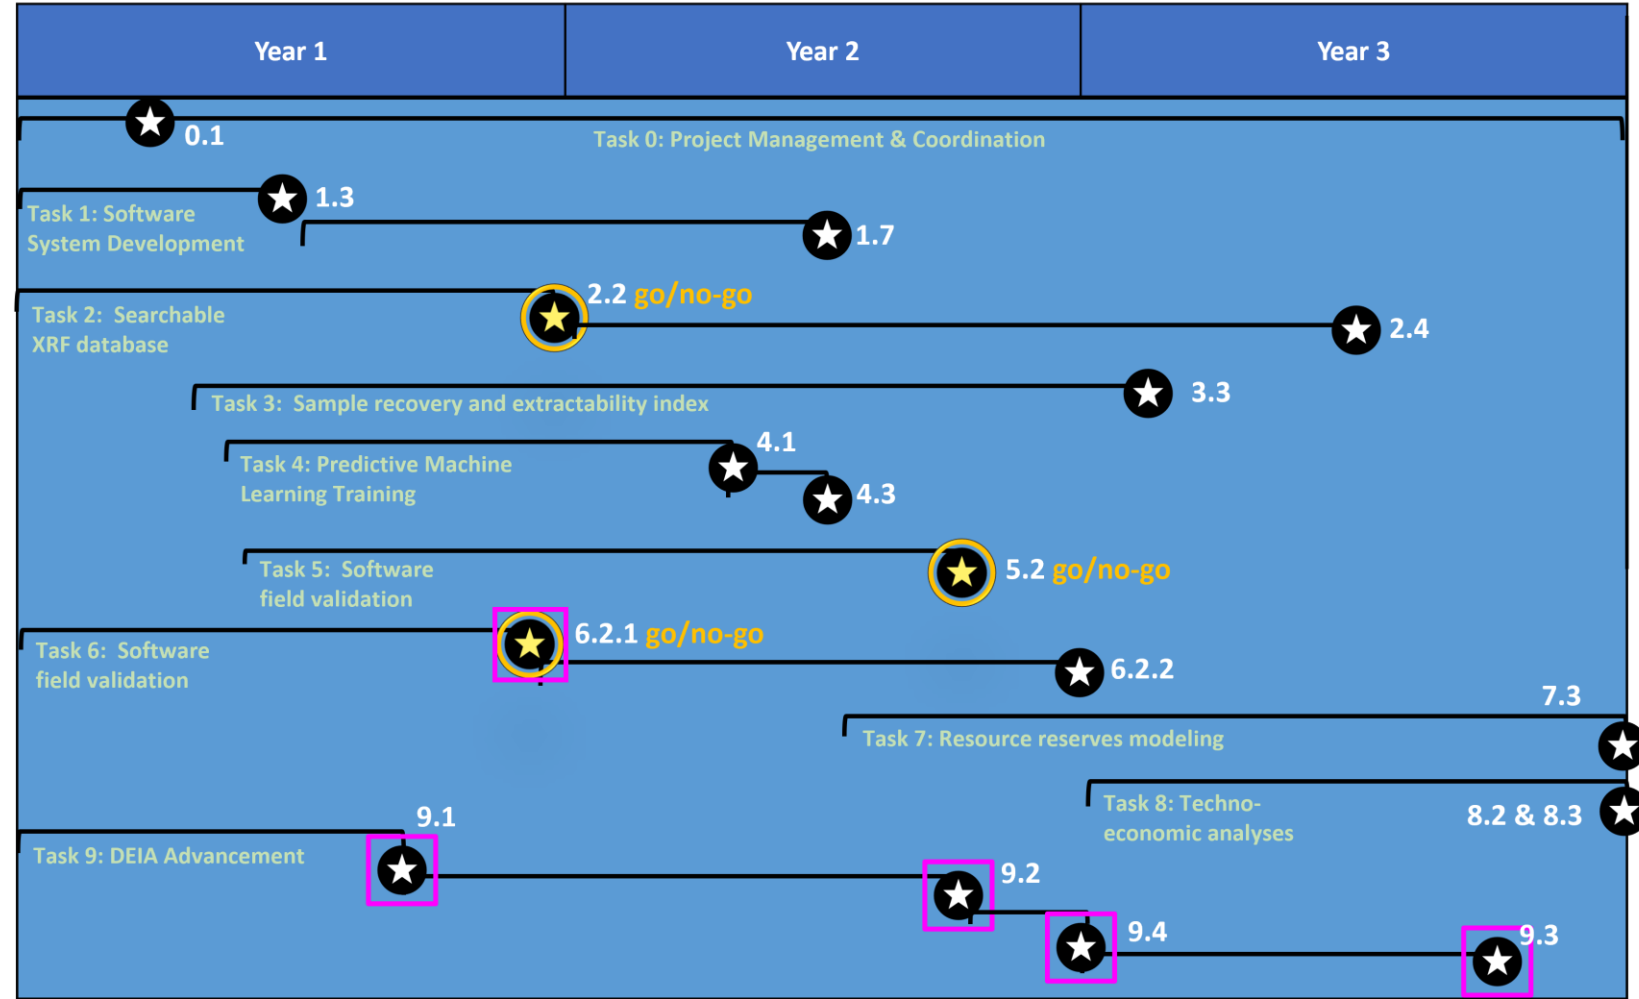 Year 1
Year 2
Year 3
0.1
Task 0: Project Management & Coordination
1.3
Task 1: Software
System Development
1.7
2.2 go/no-go
Task 2:  Searchable
XRF database
2.4
3.3
Task 3:  Sample recovery and extractability index
4.1
Task 4: Predictive Machine
Learning Training
4.3
Task 5:  Software
field validation
5.2 go/no-go
6.2.1 go/no-go
Task 6:  Software
field validation
6.2.2
7.3
Task 7: Resource reserves modeling
Task 8: Techno-
economic analyses
8.2 & 8.3
9.1
Task 9: DEIA Advancement
9.2
9.4
9.3